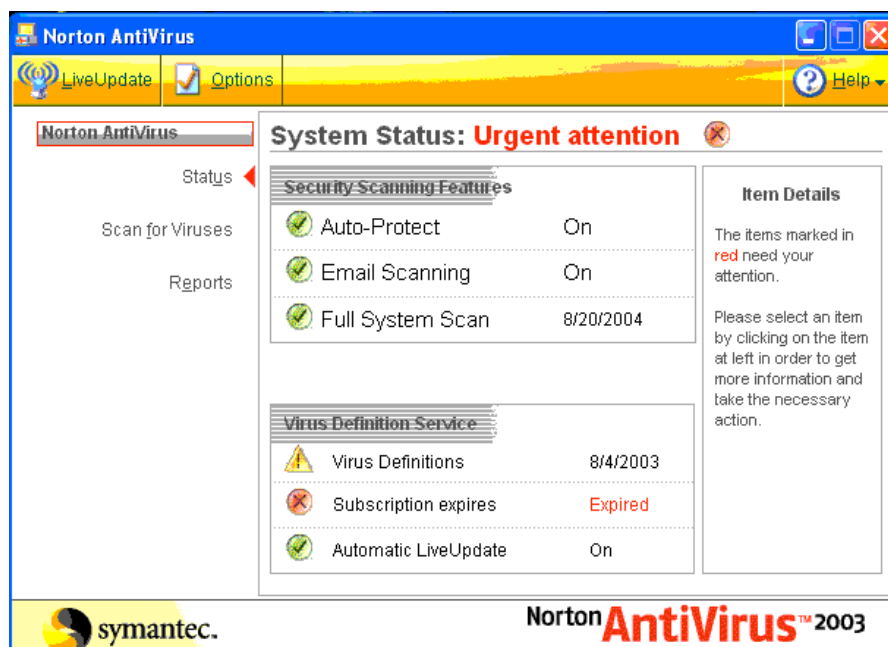 Norton AntiVirus
LiveUpdate Options Help
Norton AntiVirus
Status
Scan for Viruses
Reports
System Status: Urgent attention
Security Scanning Features
Auto-Protect On
Email Scanning On
Full System Scan 8/20/2004
Virus Definition Service
Virus Definitions 8/4/2003
Subscription expires Expired
Automatic LiveUpdate On
Item Details
The items marked in
red need your
attention.
Please select an item
by clicking on the item
at left in order to get
more information and
take the necessary
action.
symantec.
Norton AntiVirus™ 2003